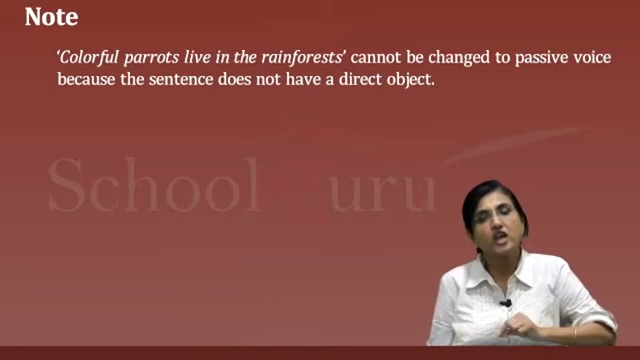 Note
‘Colorful parrots live in the rainforests’ cannot be changed to passive voice
because the sentence does not have a direct object.
School Guru